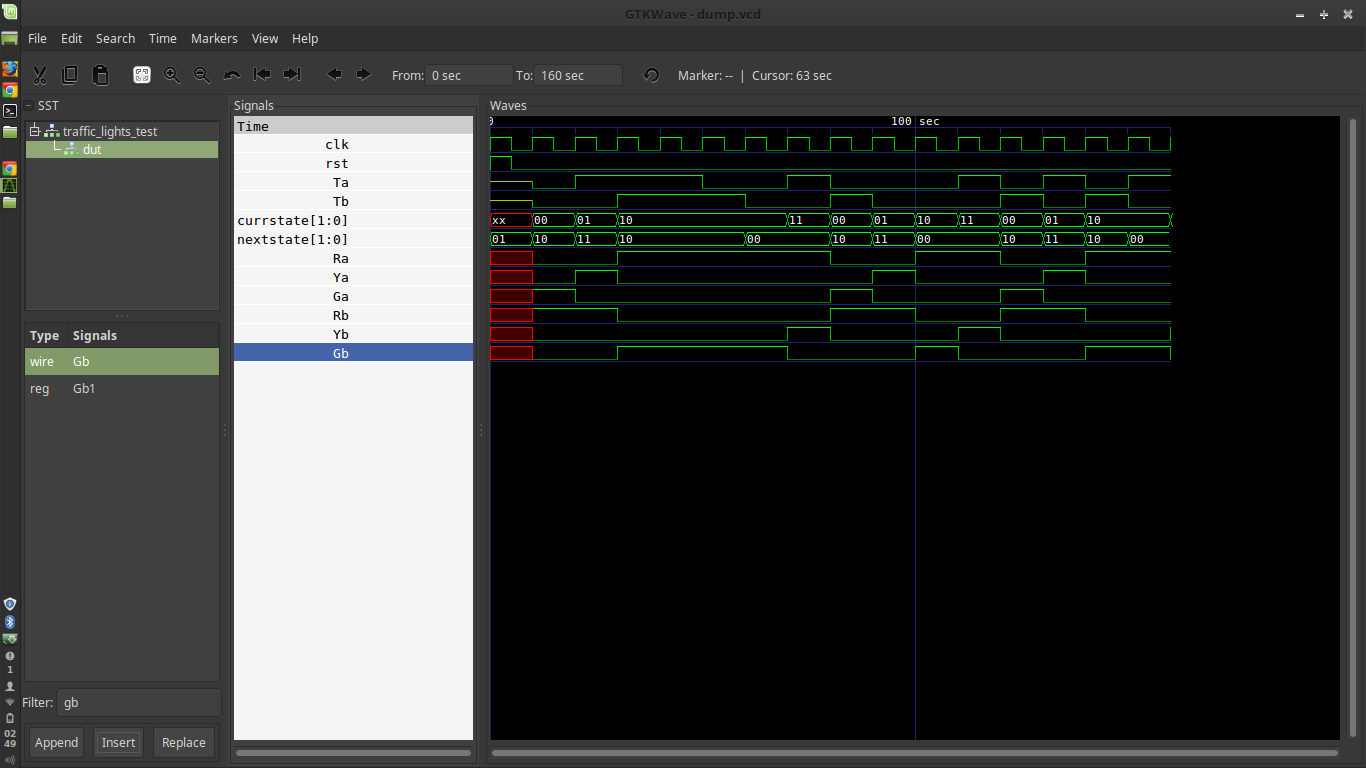 GTKWave - dump.vcd
File Edit Search Time Markers View Help
From: 0 sec To: 160 sec Marker: -- | Cursor: 63 sec
SST
traffic_lights_test
dut
Type Signals
wire Gb
reg Gb1
Filter: gb
Append Insert Replace
Signals
Time
clk
rst
Ta
Tb
currstate[1:0]
nextstate[1:0]
Ra
Ya
Ga
Rb
Yb
Gb
Waves
0 100 sec
xx 00 01 10 11 00 01 10 11 00 01 10
01 10 11 10 00 10 11 00 10 11 10 00
1
02
49